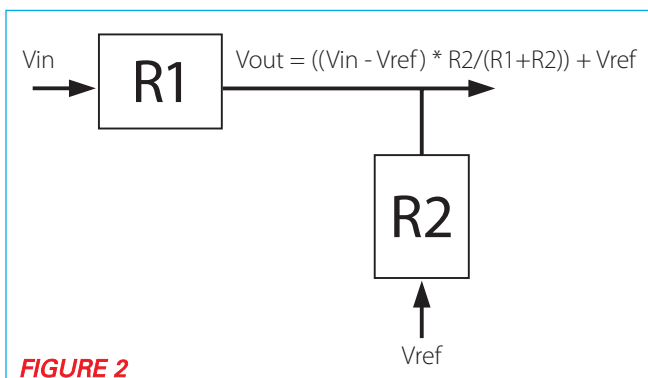 Vin
Vout = ((Vin - Vref) * R2/(R1+R2)) + Vref
R1
R2
Vref
FIGURE 2